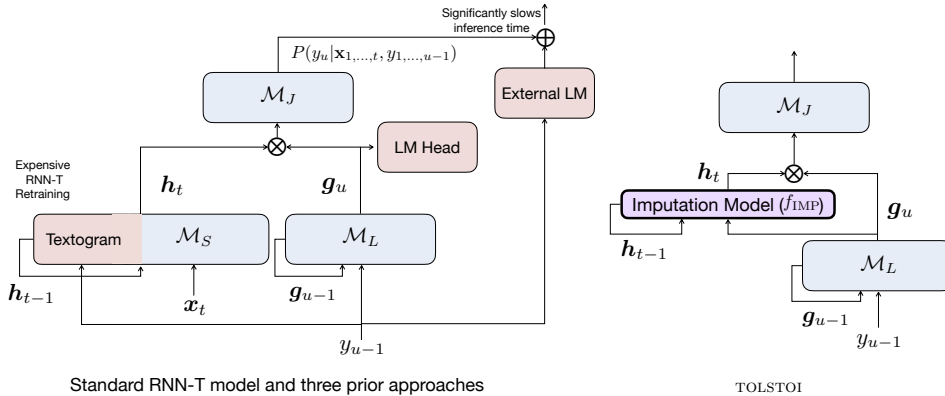 Significantly slows
inference time
⊕
P(y_u|x_{1,...,t}, y_{1,...,u−1})
M_J
External LM
⊗
LM Head
Expensive
RNN-T
Retraining
h_t
g_u
Textogram
M_S
M_L
h_{t−1}
x_t
g_{u−1}
y_{u−1}
Standard RNN-T model and three prior approaches
M_J
h_t
⊗
Imputation Model (f_IMP)
g_u
h_{t−1}
M_L
g_{u−1}
y_{u−1}
TOLSTOI